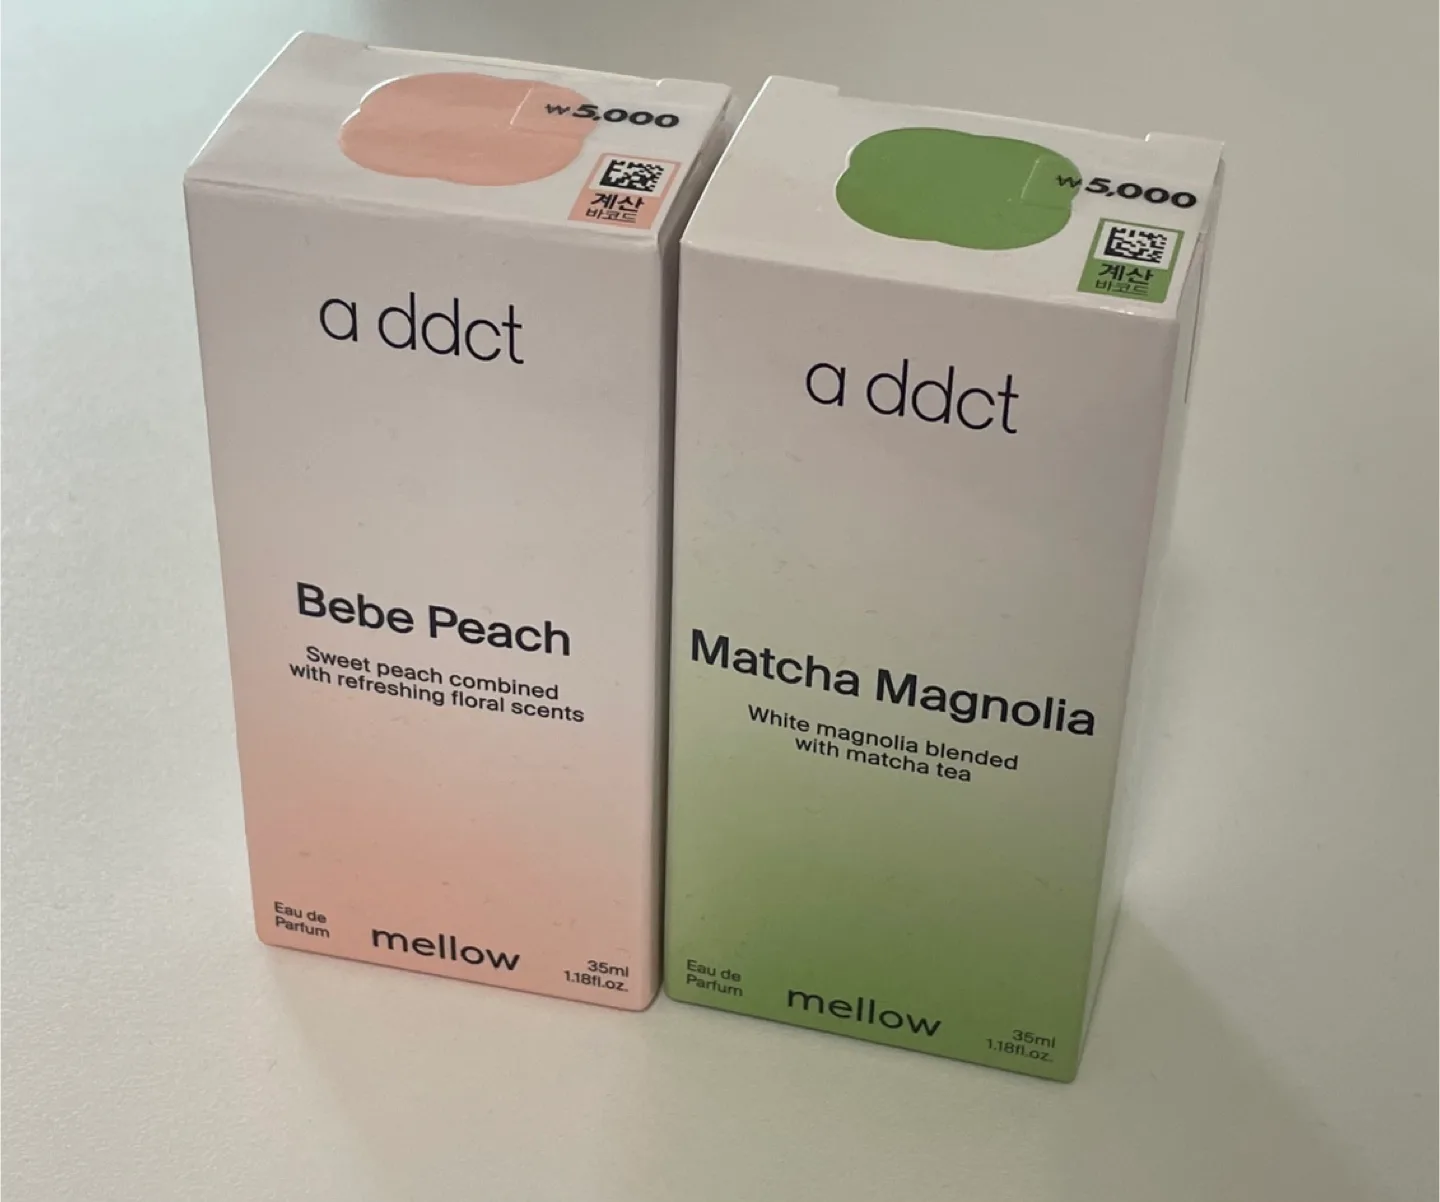 ₩5,000
계산
바코드
a ddct
Bebe Peach
Sweet peach combined
with refreshing floral scents
Eau de
Parfum
mellow
35ml
1.18fl.oz.
₩5,000
계산
바코드
a ddct
Matcha Magnolia
White magnolia blended
with matcha tea
Eau de
Parfum
mellow
35ml
1.18fl.oz.